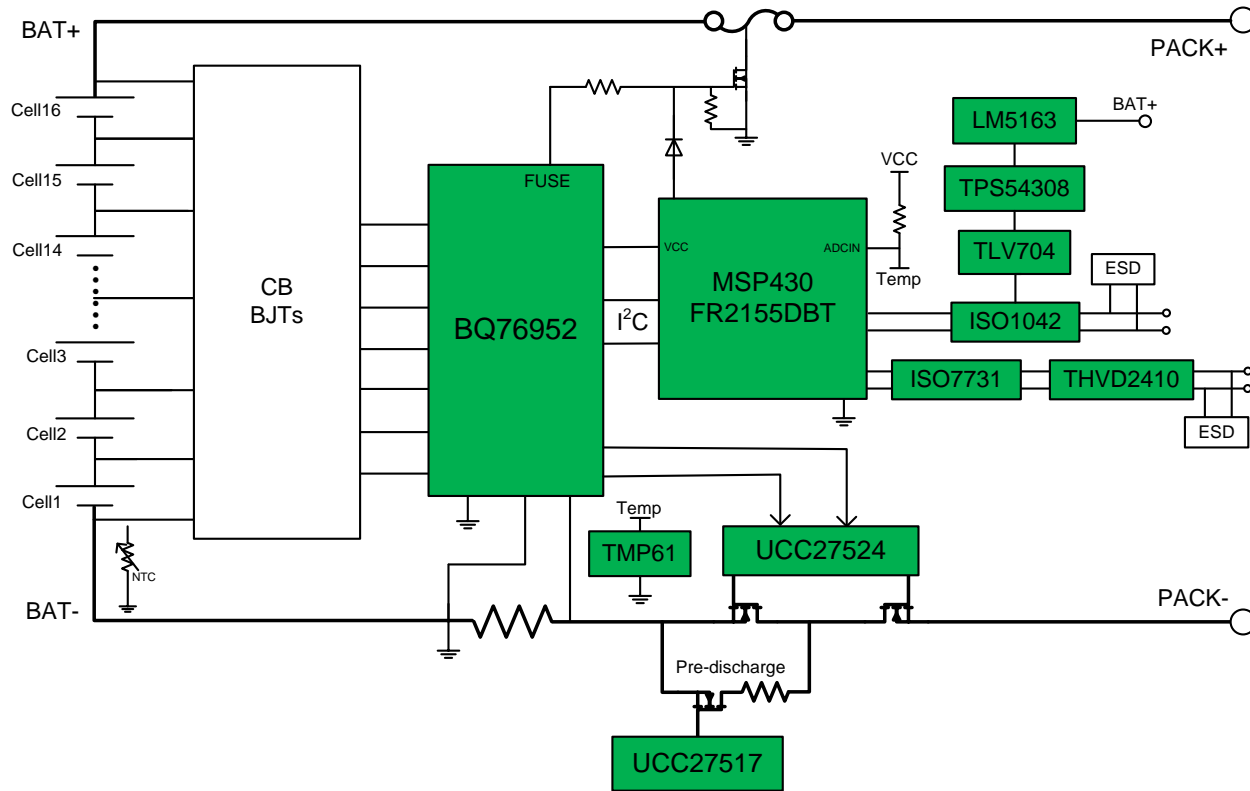 BAT+
PACK+
Cell16
Cell15
Cell14
Cell3
Cell2
Cell1
NTC
BAT-
CB
BJTs
FUSE
BQ76952
I²C
VCC
ADCIN
MSP430
FR2155DBT
VCC
Temp
LM5163
BAT+
TPS54308
TLV704
ISO1042
ESD
ISO7731
THVD2410
ESD
Temp
TMP61
UCC27524
PACK-
Pre-discharge
UCC27517